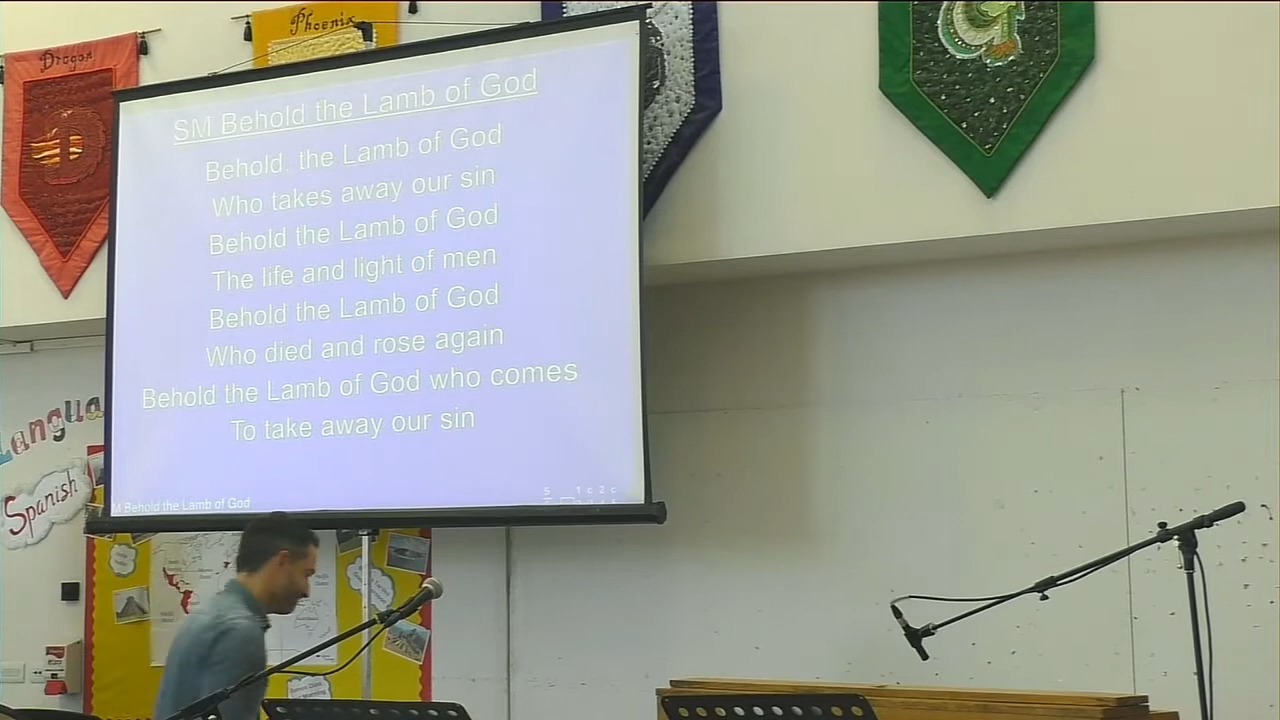 Dragon
Phoenix
SM Behold the Lamb of God
Behold. the Lamb of God
Who takes away our sin
Behold the Lamb of God
The life and light of men
Behold the Lamb of God
Who died and rose again
Behold the Lamb of God who comes
To take away our sin
M Behold the Lamb of God
S 1 c 2 c
Langua
Spanish